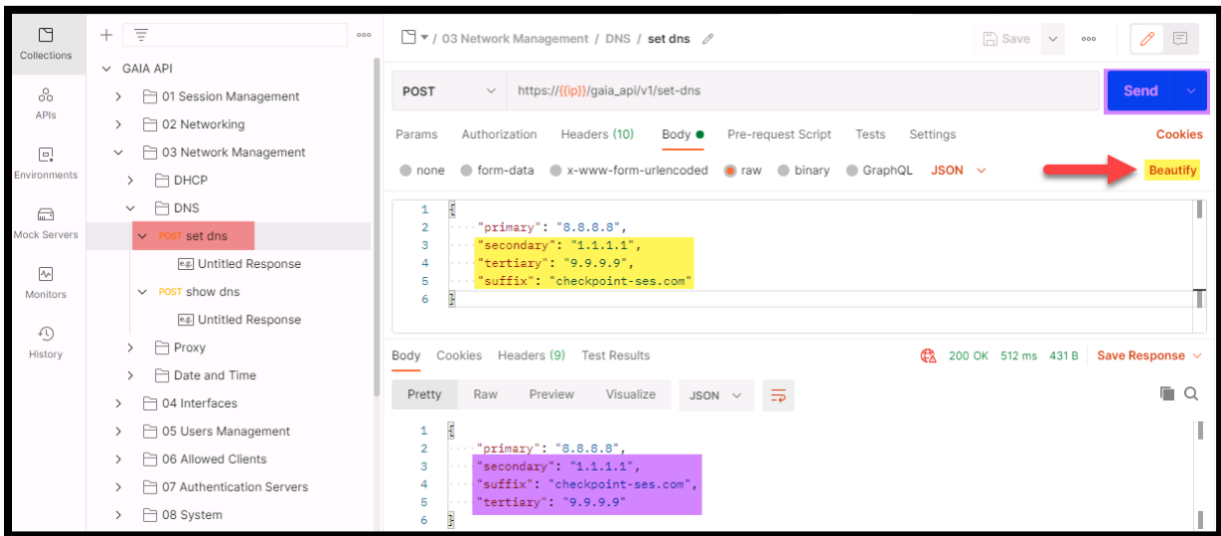 Collections
APIs
Environments
Mock Servers
Monitors
History
GAIA API
01 Session Management
02 Networking
03 Network Management
DHCP
DNS
POST set dns
e.g. Untitled Response
POST show dns
e.g. Untitled Response
Proxy
Date and Time
04 Interfaces
05 Users Management
06 Allowed Clients
07 Authentication Servers
08 System
/ 03 Network Management / DNS / set dns
Save
POST https://{{ip}}/gaia_api/v1/set-dns
Send
Params Authorization Headers (10) Body Pre-request Script Tests Settings Cookies
none form-data x-www-form-urlencoded raw binary GraphQL JSON Beautify
1 {
2 "primary": "8.8.8.8",
3 "secondary": "1.1.1.1",
4 "tertiary": "9.9.9.9",
5 "suffix": "checkpoint-ses.com"
6 }
Body Cookies Headers (9) Test Results 200 OK 512 ms 431 B Save Response
Pretty Raw Preview Visualize JSON
1 {
2 "primary": "8.8.8.8",
3 "secondary": "1.1.1.1",
4 "suffix": "checkpoint-ses.com",
5 "tertiary": "9.9.9.9"
6 }